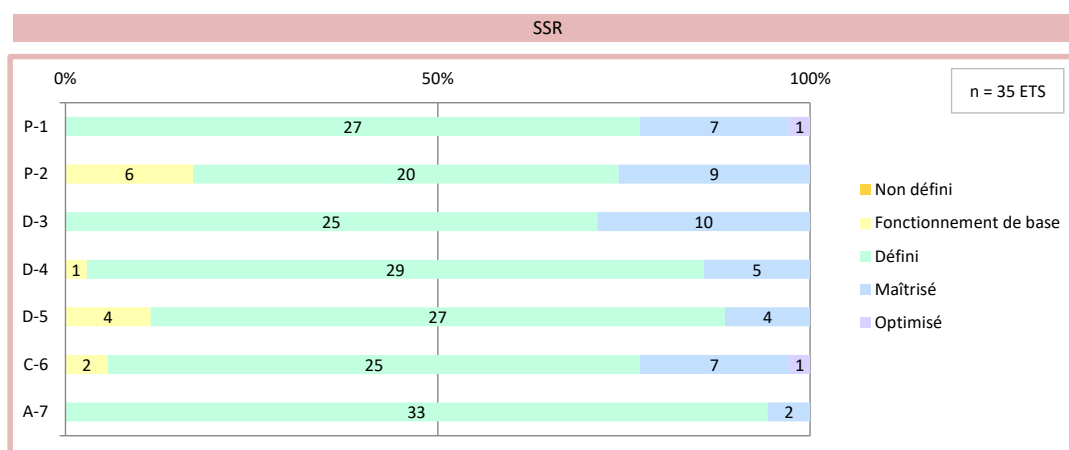 SSR
0% 50% 100%
n = 35 ETS
P-1 27 7 1
P-2 6 20 9
D-3 25 10
D-4 1 29 5
D-5 4 27 4
C-6 2 25 7 1
A-7 33 2
Non défini
Fonctionnement de base
Défini
Maîtrisé
Optimisé